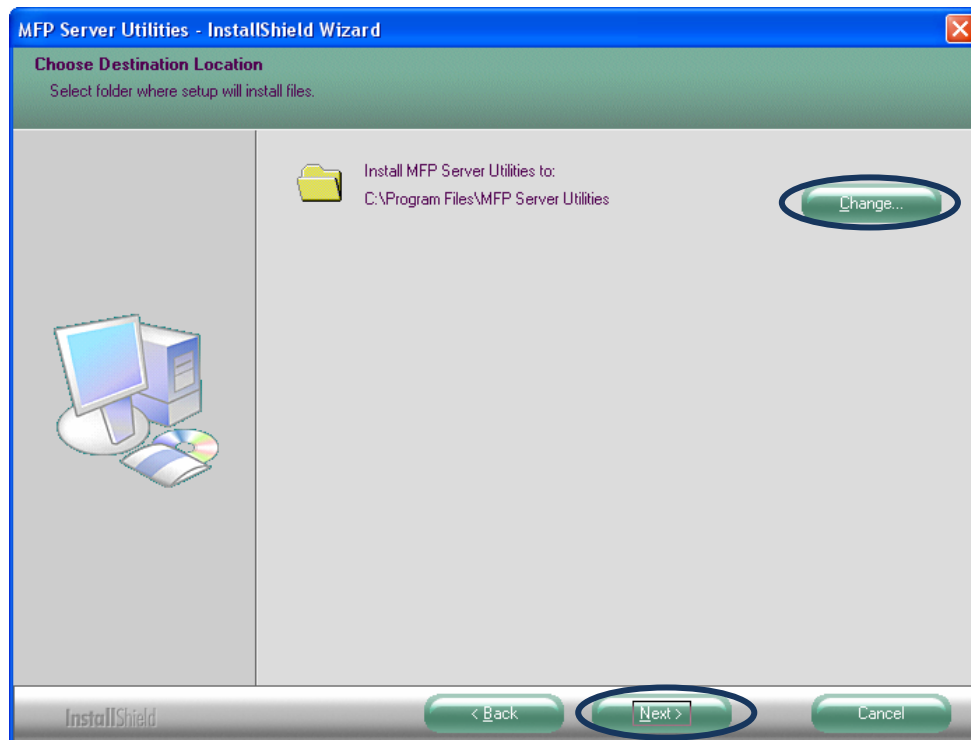 MFP Server Utilities - InstallShield Wizard
Choose Destination Location
Select folder where setup will install files.
Install MFP Server Utilities to:
C:\Program Files\MFP Server Utilities
Change...
InstallShield
< Back
Next >
Cancel